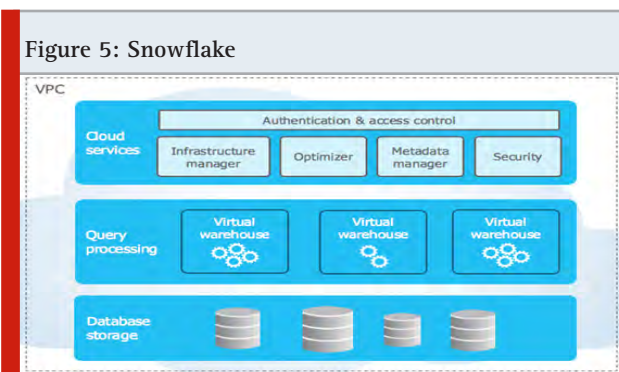 Figure 5: Snowflake
VPC
Authentication & access control
Cloud
services
Infrastructure
manager
Optimizer
Metadata
manager
Security
Query
processing
Virtual
warehouse
Virtual
warehouse
Virtual
warehouse
Database
storage